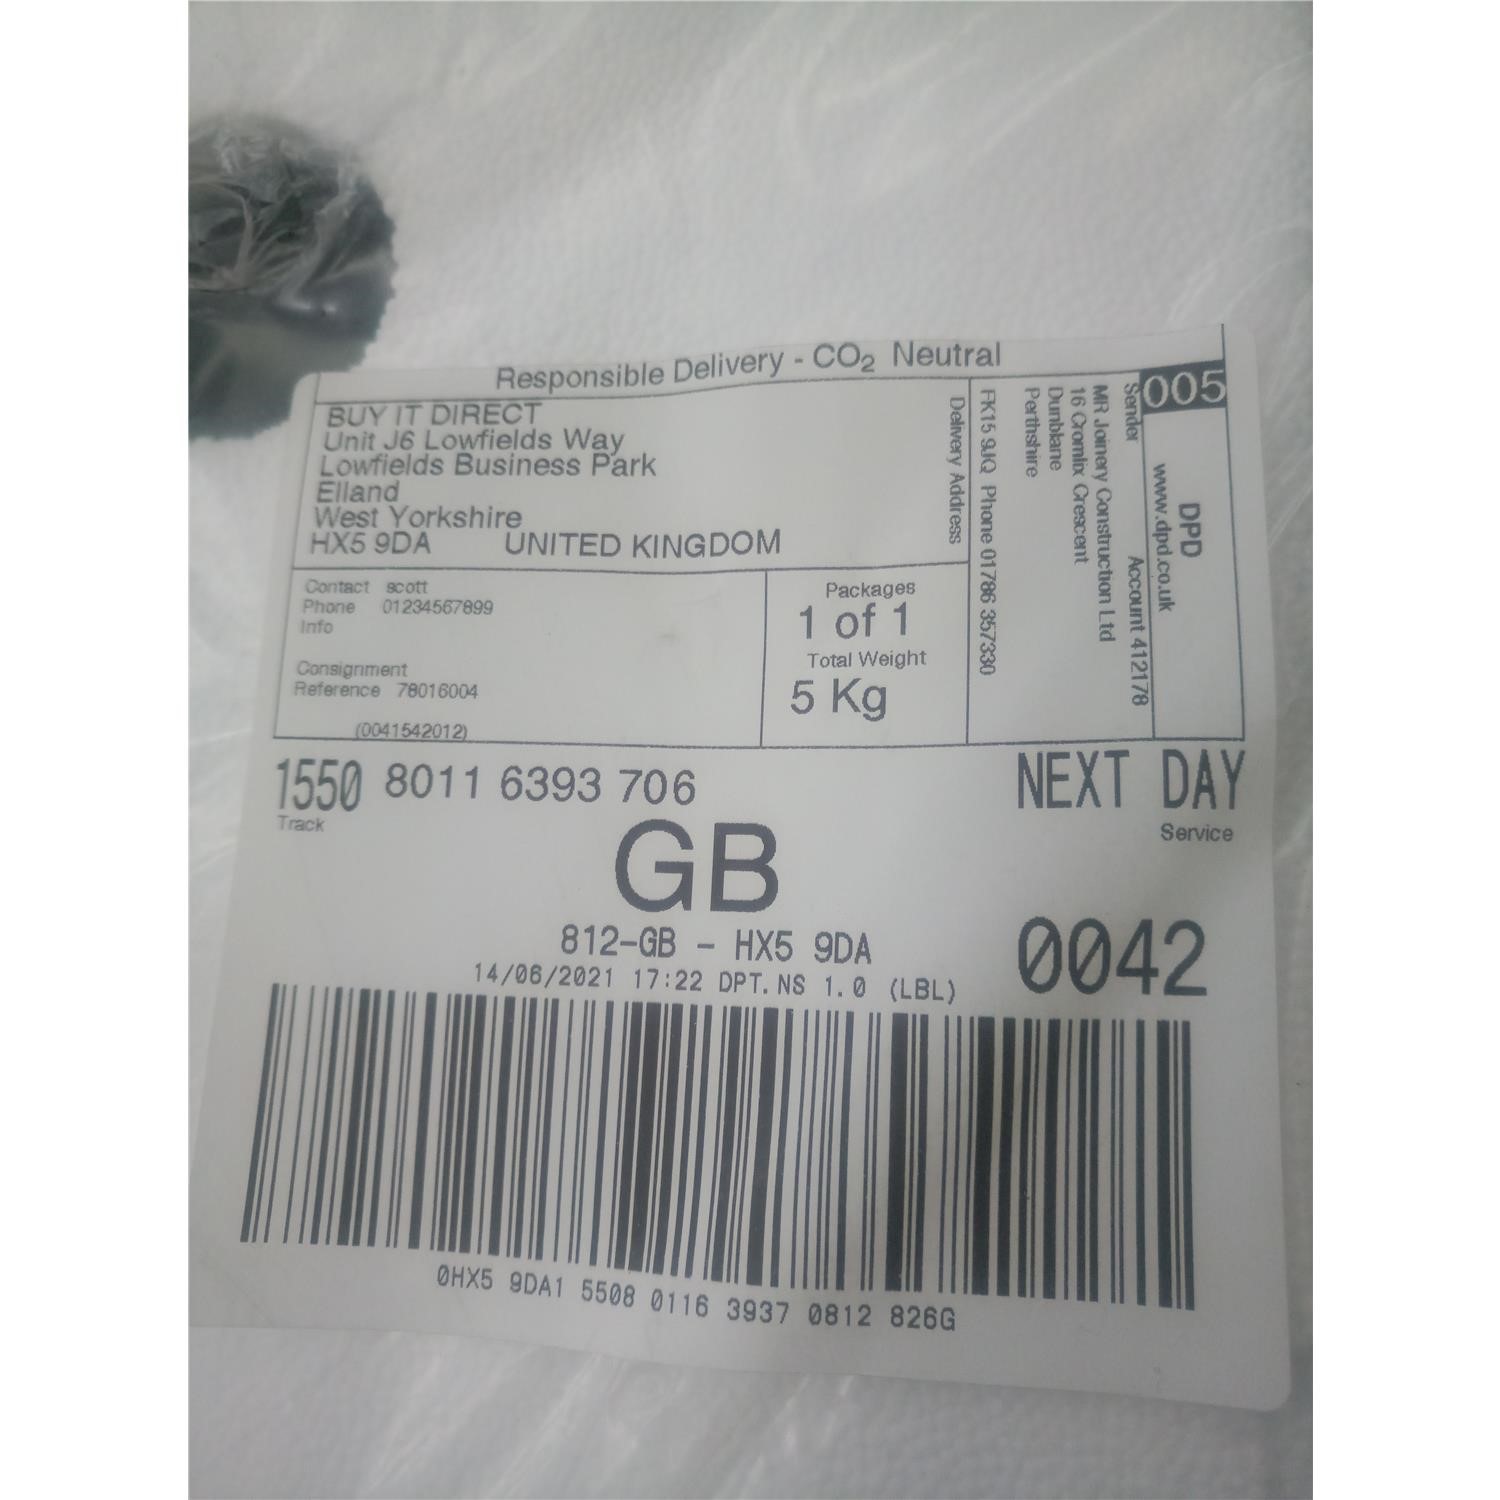 Responsible Delivery - CO₂ Neutral
BUY IT DIRECT
Unit J6 Lowfields Way
Lowfields Business Park
Elland
West Yorkshire
HX5 9DA UNITED KINGDOM
Delivery Address
Contact scott
Phone 01234567899
Info
Consignment
Reference 78016004
(0041542012)
Packages
1 of 1
Total Weight
5 Kg
005
Sender Account 412178
MR Joinery Construction Ltd
16 Cromlix Crescent
Dunblane
Perthshire
FK15 9JQ Phone 01786 357330
DPD
www.dpd.co.uk
1550 8011 6393 706
Track
NEXT DAY
Service
GB
812-GB - HX5 9DA
0042
14/06/2021 17:22 DPT.NS 1.0 (LBL)
0HX5 9DA1 5508 0116 3937 0812 826G